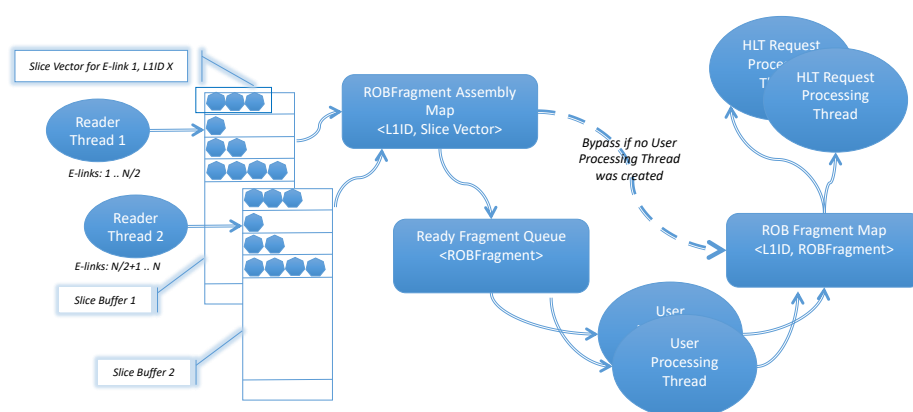 Slice Vector for E-link 1, L1ID X
Reader
Thread 1
E-links: 1 .. N/2
Reader
Thread 2
E-links: N/2+1 .. N
Slice Buffer 1
Slice Buffer 2
ROBFragment Assembly
Map
<L1ID, Slice Vector>
Ready Fragment Queue
<ROBFragment>
Bypass if no User
Processing Thread
was created
User
User
Processing
Thread
ROB Fragment Map
<L1ID, ROBFragment>
HLT Request
HLT Request
Processing
Thread